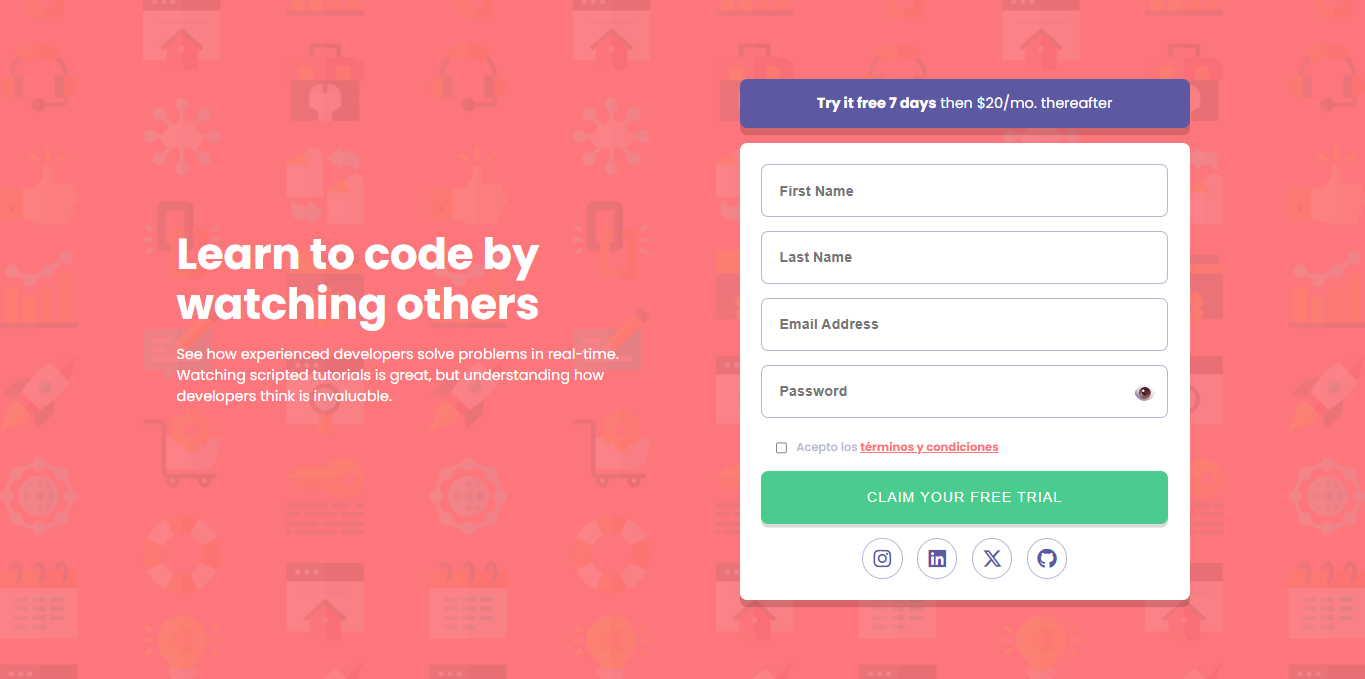 Learn to code by
watching others
See how experienced developers solve problems in real-time.
Watching scripted tutorials is great, but understanding how
developers think is invaluable.
Try it free 7 days then $20/mo. thereafter
First Name
Last Name
Email Address
Password
Acepto los términos y condiciones
CLAIM YOUR FREE TRIAL